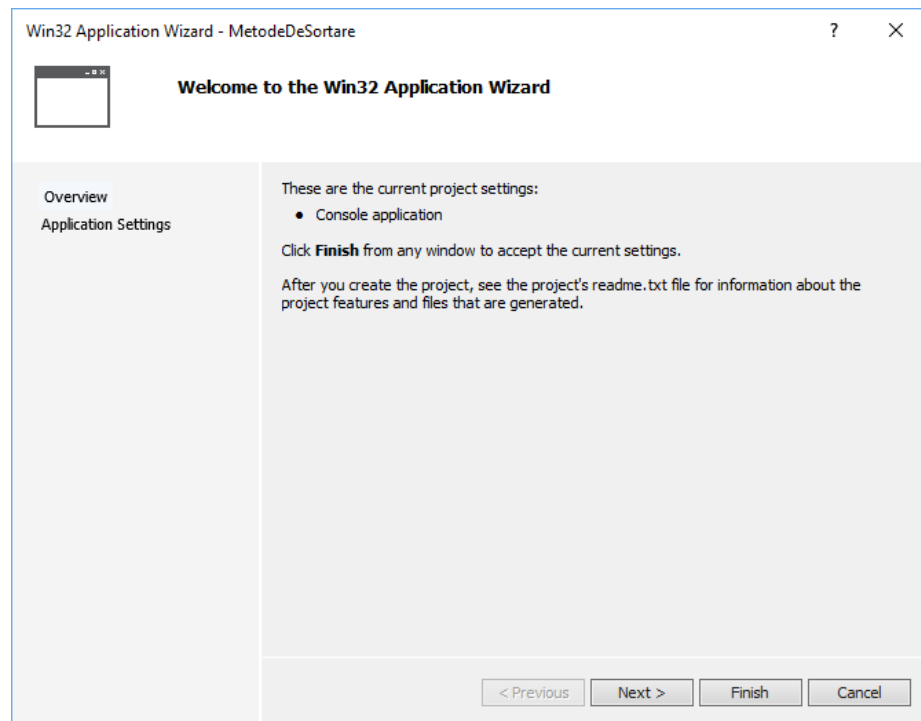 Win32 Application Wizard - MetodeDeSortare
Welcome to the Win32 Application Wizard
Overview
Application Settings
These are the current project settings:
• Console application
Click Finish from any window to accept the current settings.
After you create the project, see the project's readme.txt file for information about the
project features and files that are generated.
< Previous
Next >
Finish
Cancel